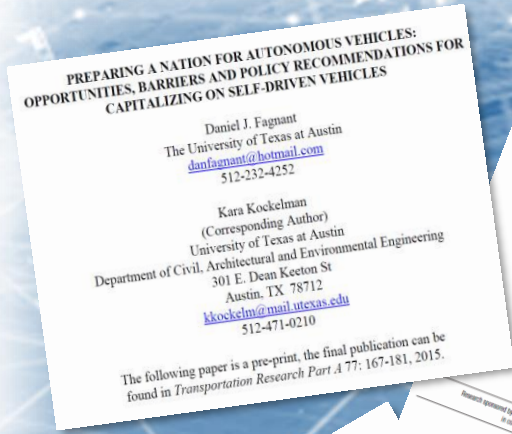 PREPARING A NATION FOR AUTONOMOUS VEHICLES:
OPPORTUNITIES, BARRIERS AND POLICY RECOMMENDATIONS FOR
CAPITALIZING ON SELF-DRIVEN VEHICLES
Daniel J. Fagnant
The University of Texas at Austin
danfagnant@hotmail.com
512-232-4252
Kara Kockelman
(Corresponding Author)
University of Texas at Austin
Department of Civil, Architectural and Environmental Engineering
301 E. Dean Keeton St
Austin, TX 78712
kkockelm@mail.utexas.edu
512-471-0210
The following paper is a pre-print, the final publication can be
found in Transportation Research Part A 77: 167-181, 2015.
Research sponsored by